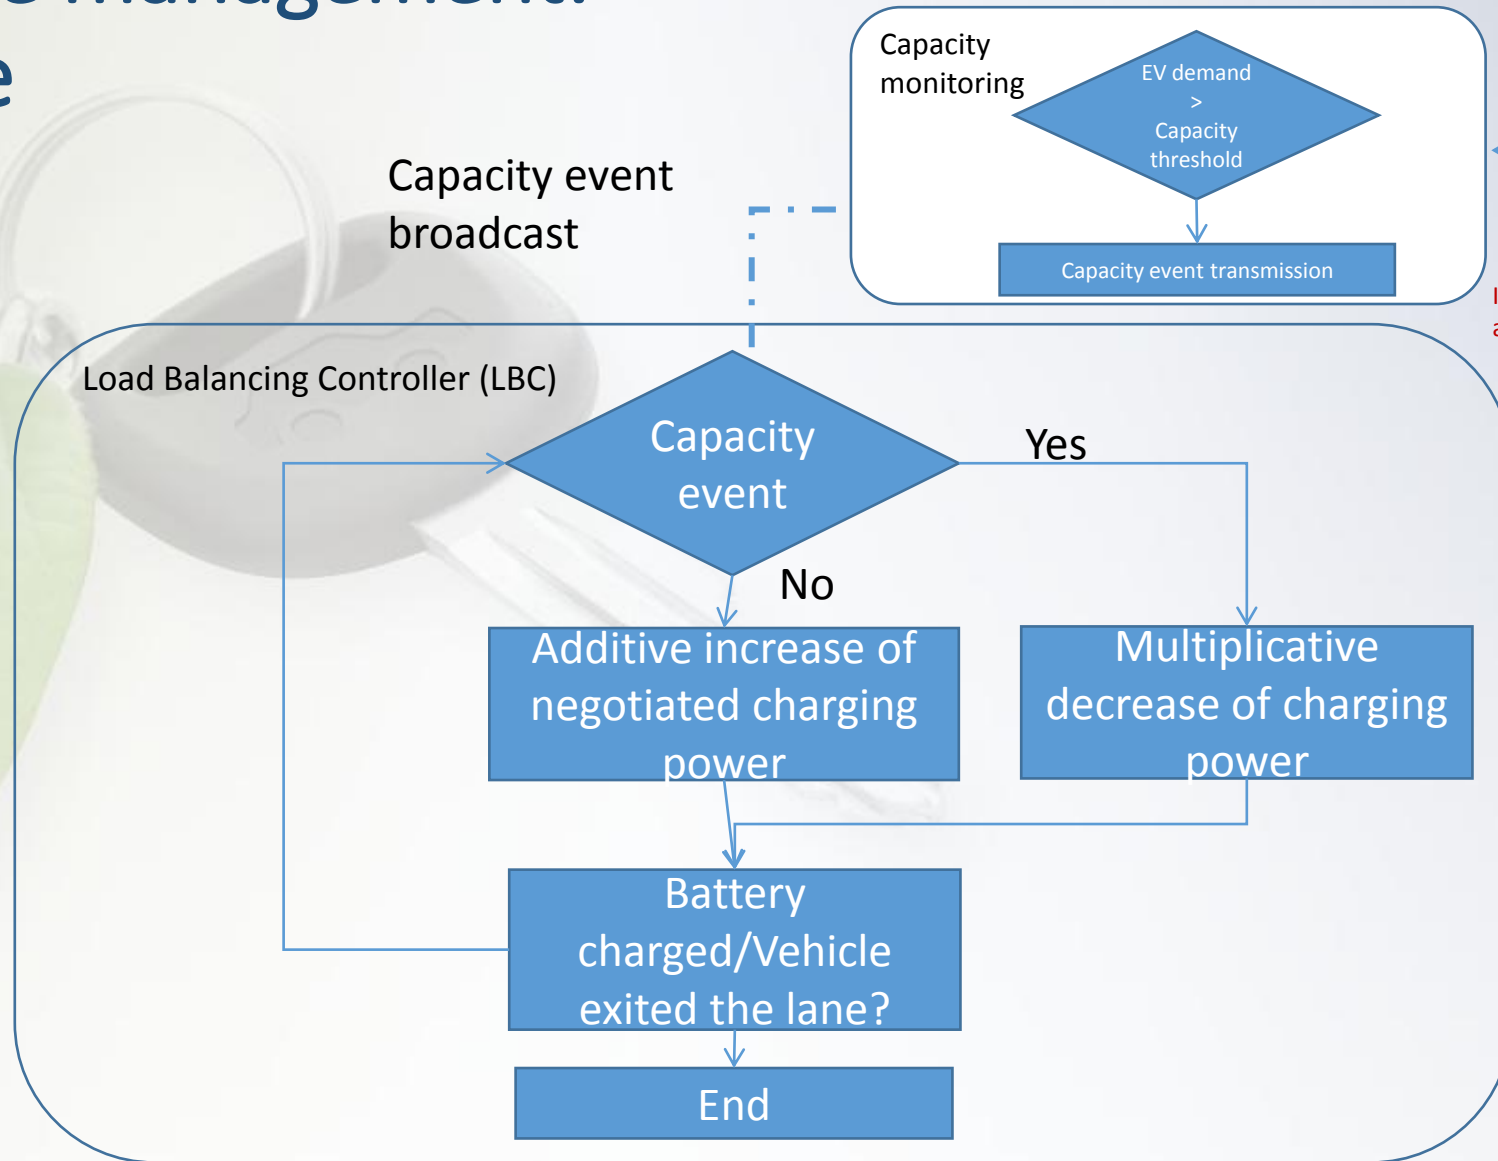 management:
e
Capacity
monitoring
EV demand
>
Capacity
threshold
Capacity event transmission
Capacity event
broadcast
Load Balancing Controller (LBC)
Capacity
event
Yes
No
Additive increase of
negotiated charging
power
Multiplicative
decrease of charging
power
Battery
charged/Vehicle
exited the lane?
End